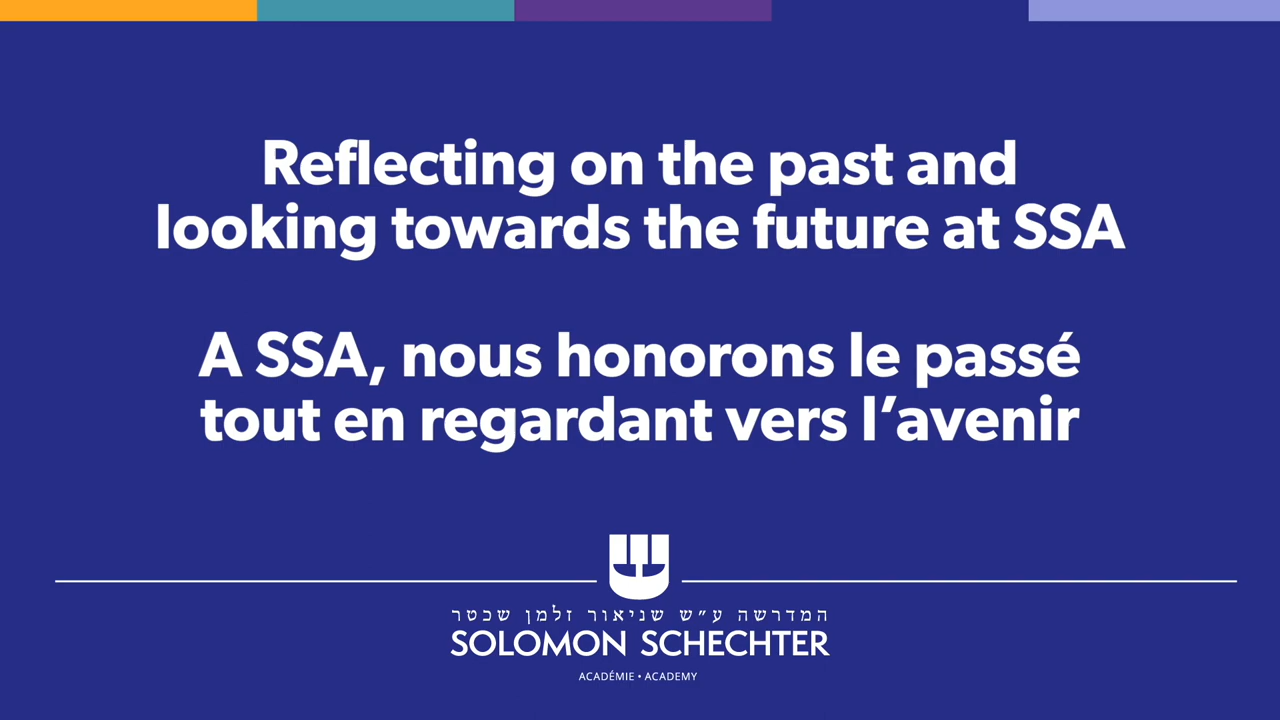 Reflecting on the past and
looking towards the future at SSA
A SSA, nous honorons le passé
tout en regardant vers l’avenir
המדרשה ע״ש שניאור זלמן שכטר
SOLOMON SCHECHTER
ACADÉMIE • ACADEMY